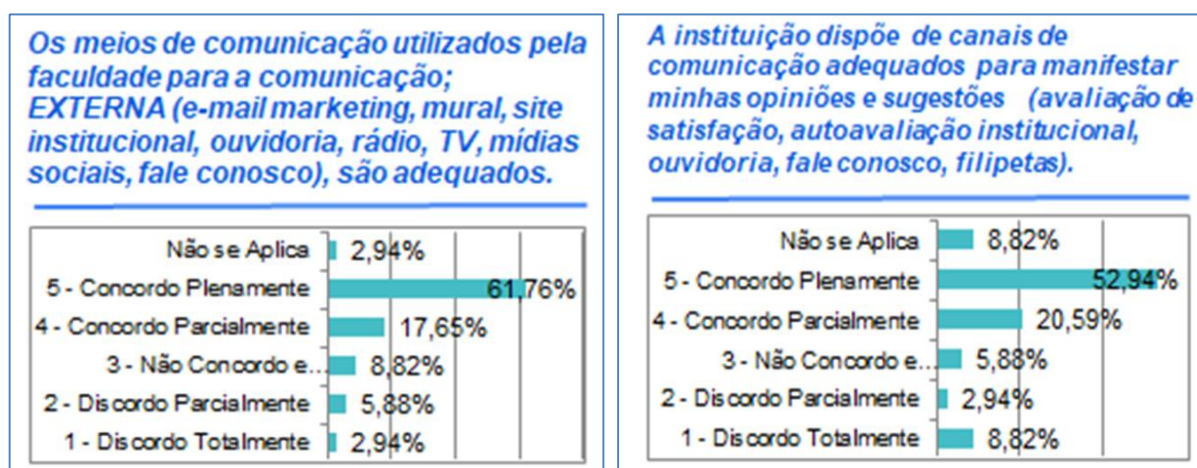 Os meios de comunicação utilizados pela
faculdade para a comunicação;
EXTERNA (e-mail marketing, mural, site
institucional, ouvidoria, rádio, TV, mídias
sociais, fale conosco), são adequados.
Não se Aplica 2,94%
5 - Concordo Plenamente 61,76%
4 - Concordo Parcialmente 17,65%
3 - Não Concordo e... 8,82%
2 - Discordo Parcialmente 5,88%
1 - Discordo Totalmente 2,94%
A instituição dispõe de canais de
comunicação adequados para manifestar
minhas opiniões e sugestões (avaliação de
satisfação, autoavaliação institucional,
ouvidoria, fale conosco, filipetas).
Não se Aplica 8,82%
5 - Concordo Plenamente 52,94%
4 - Concordo Parcialmente 20,59%
3 - Não Concordo e... 5,88%
2 - Discordo Parcialmente 2,94%
1 - Discordo Totalmente 8,82%